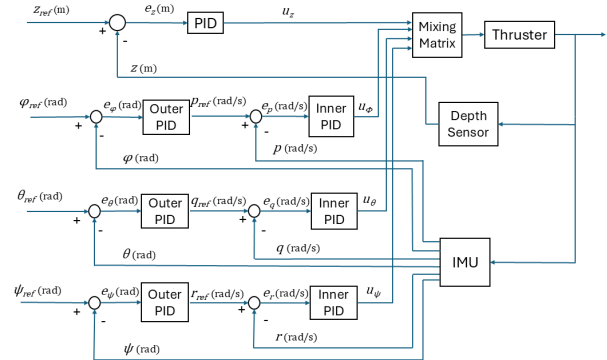 z_ref (m)
+
-
e_z (m)
PID
u_z
Mixing
Matrix
Thruster
z (m)
Depth
Sensor
φ_ref (rad)
+
-
e_φ (rad)
Outer
PID
p_ref (rad/s)
+
-
e_p (rad/s)
Inner
PID
u_Φ
p (rad/s)
φ (rad)
θ_ref (rad)
+
-
e_θ (rad)
Outer
PID
q_ref (rad/s)
+
-
e_q (rad/s)
Inner
PID
u_θ
q (rad/s)
θ (rad)
IMU
ψ_ref (rad)
+
-
e_ψ (rad)
Outer
PID
r_ref (rad/s)
+
-
e_r (rad/s)
Inner
PID
u_ψ
r (rad/s)
ψ (rad)